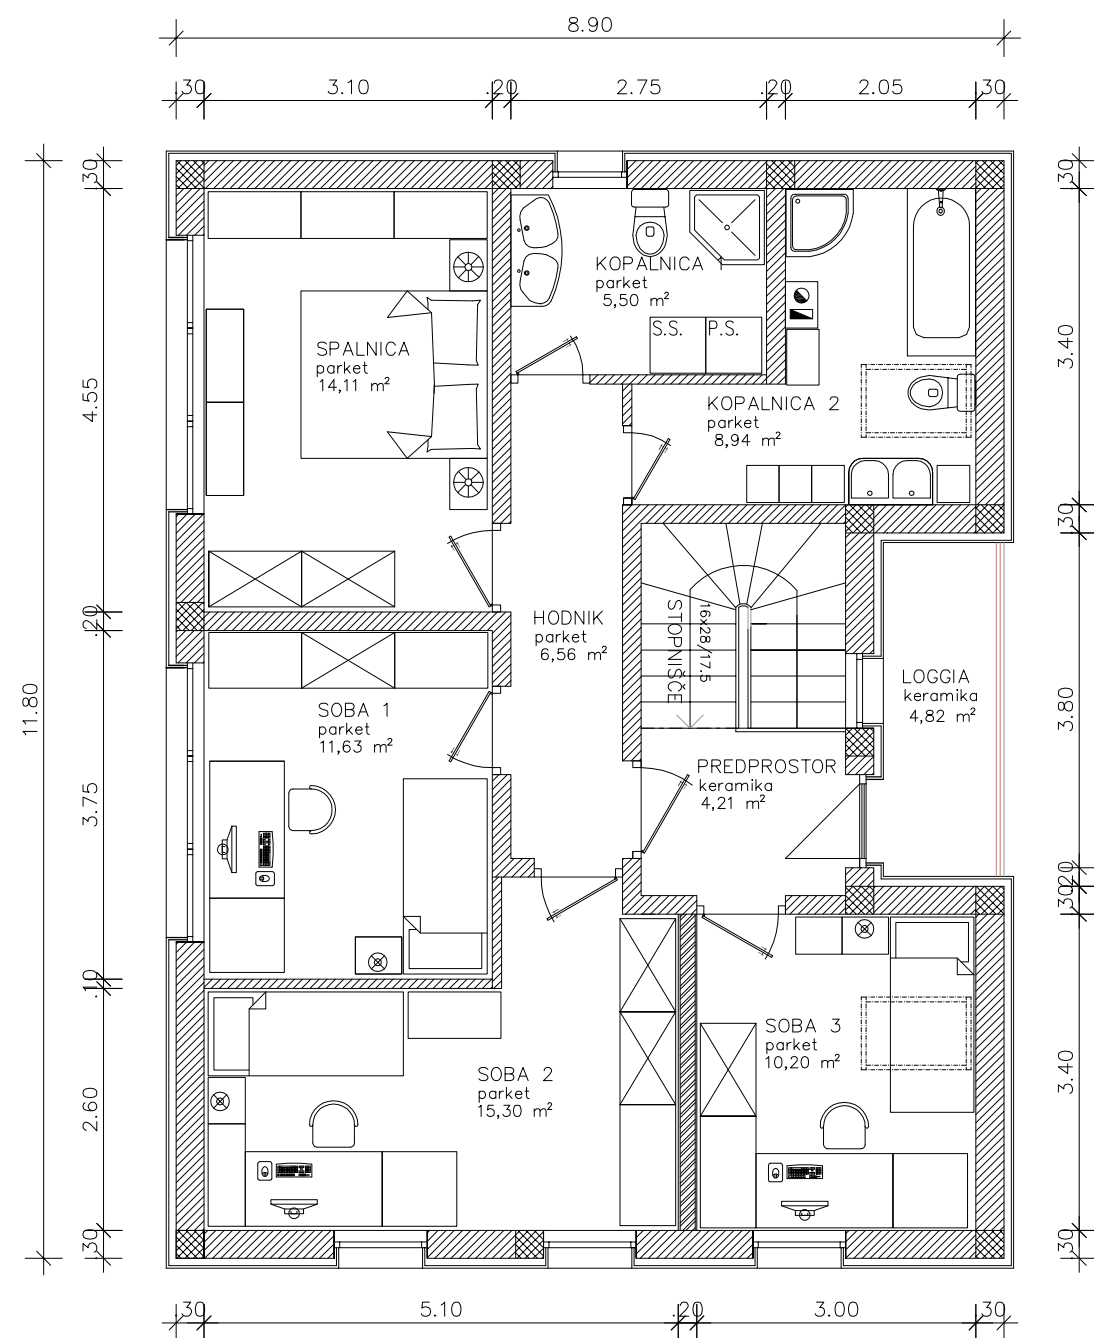 8.90
.30
3.10
.20
2.75
.20
2.05
.30
KOPALNICA 1
parket
5,50 m²
S.S.
P.S.
SPALNICA
parket
14,11 m²
KOPALNICA 2
parket
8,94 m²
HODNIK
parket
6,56 m²
STOPNIŠČE
16x28/17.5
LOGGIA
keramika
4,82 m²
SOBA 1
parket
11,63 m²
PREDPROSTOR
keramika
4,21 m²
SOBA 2
parket
15,30 m²
SOBA 3
parket
10,20 m²
11.80
.30
4.55
.20
3.75
.10
2.60
.30
.30
3.40
.30
3.80
.20
.30
3.40
.30
.30
5.10
.20
3.00
.30